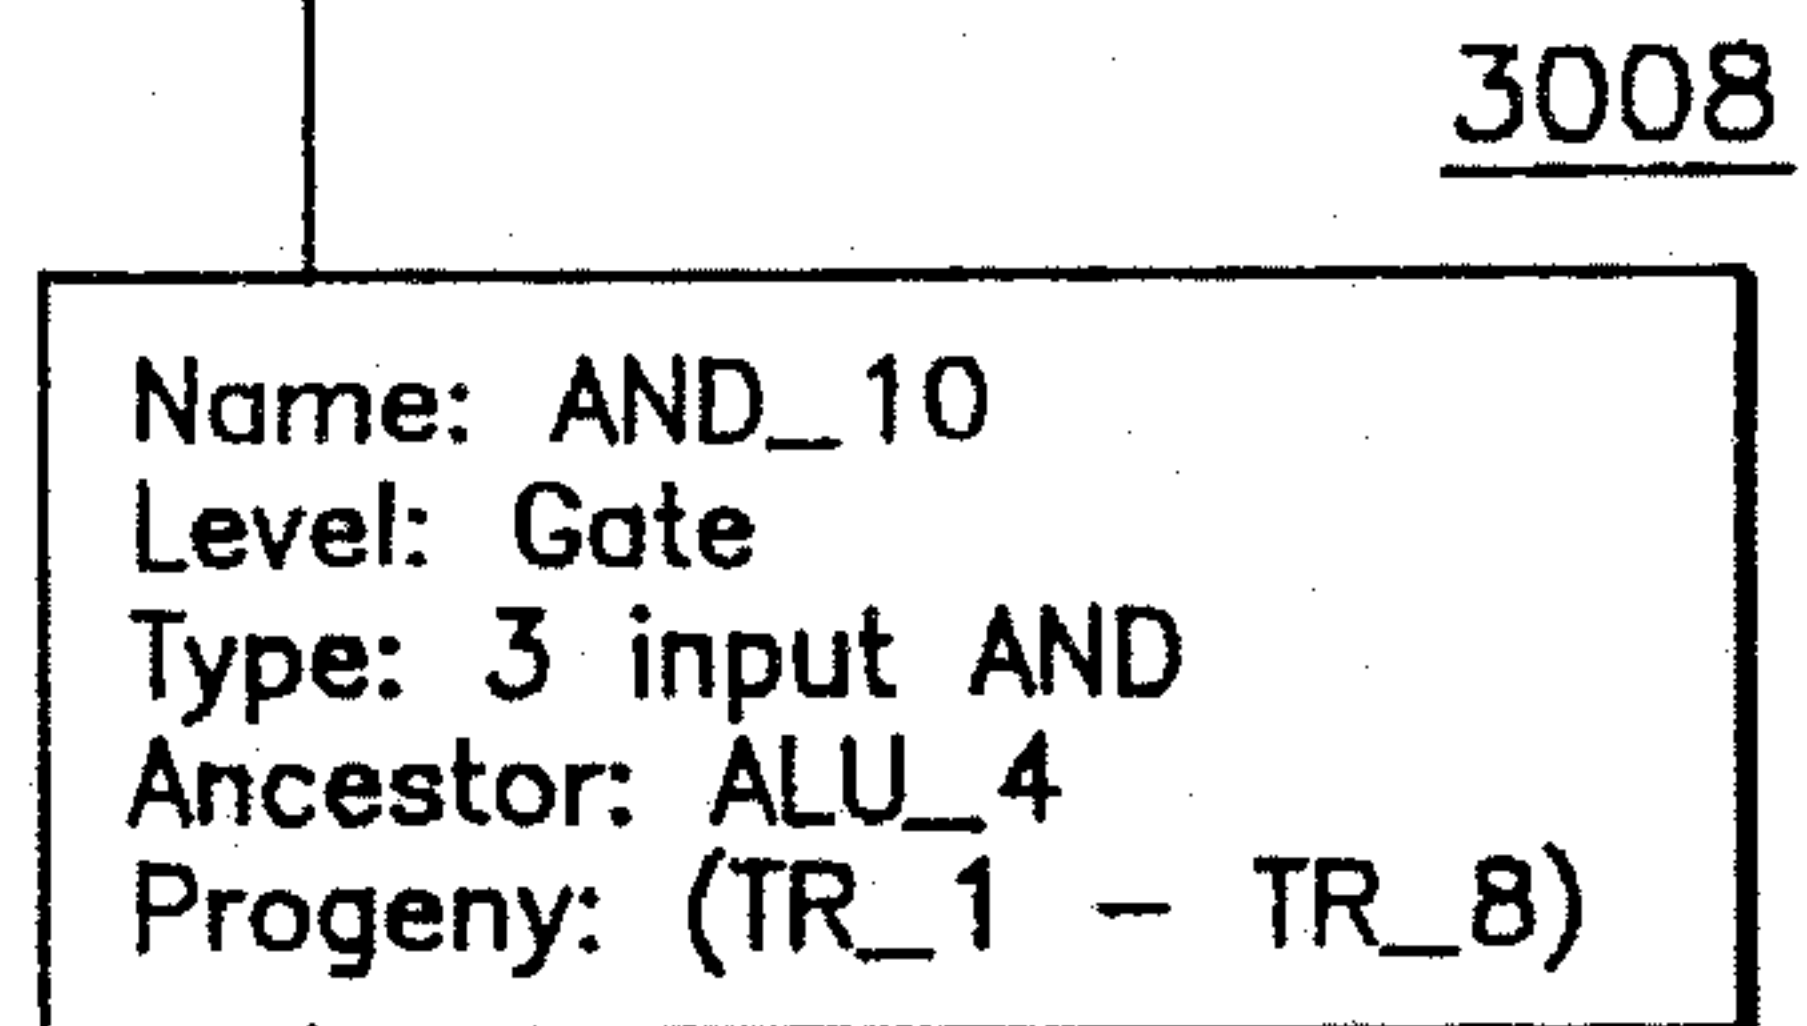 3008
Name: AND_10
Level: Gate
Type: 3 input AND
Ancestor: ALU_4
Progeny: (TR_1 – TR_8)